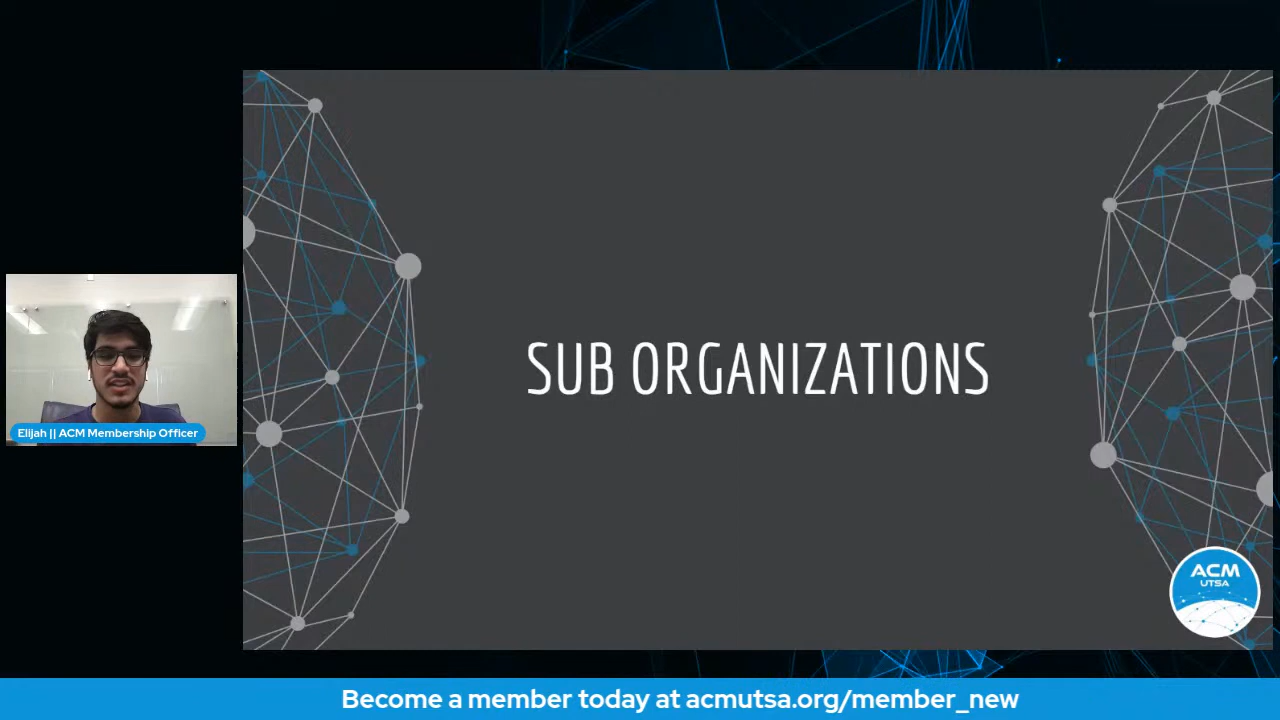 SUB ORGANIZATIONS
Elijah || ACM Membership Officer
ACM
UTSA
Become a member today at acmutsa.org/member_new